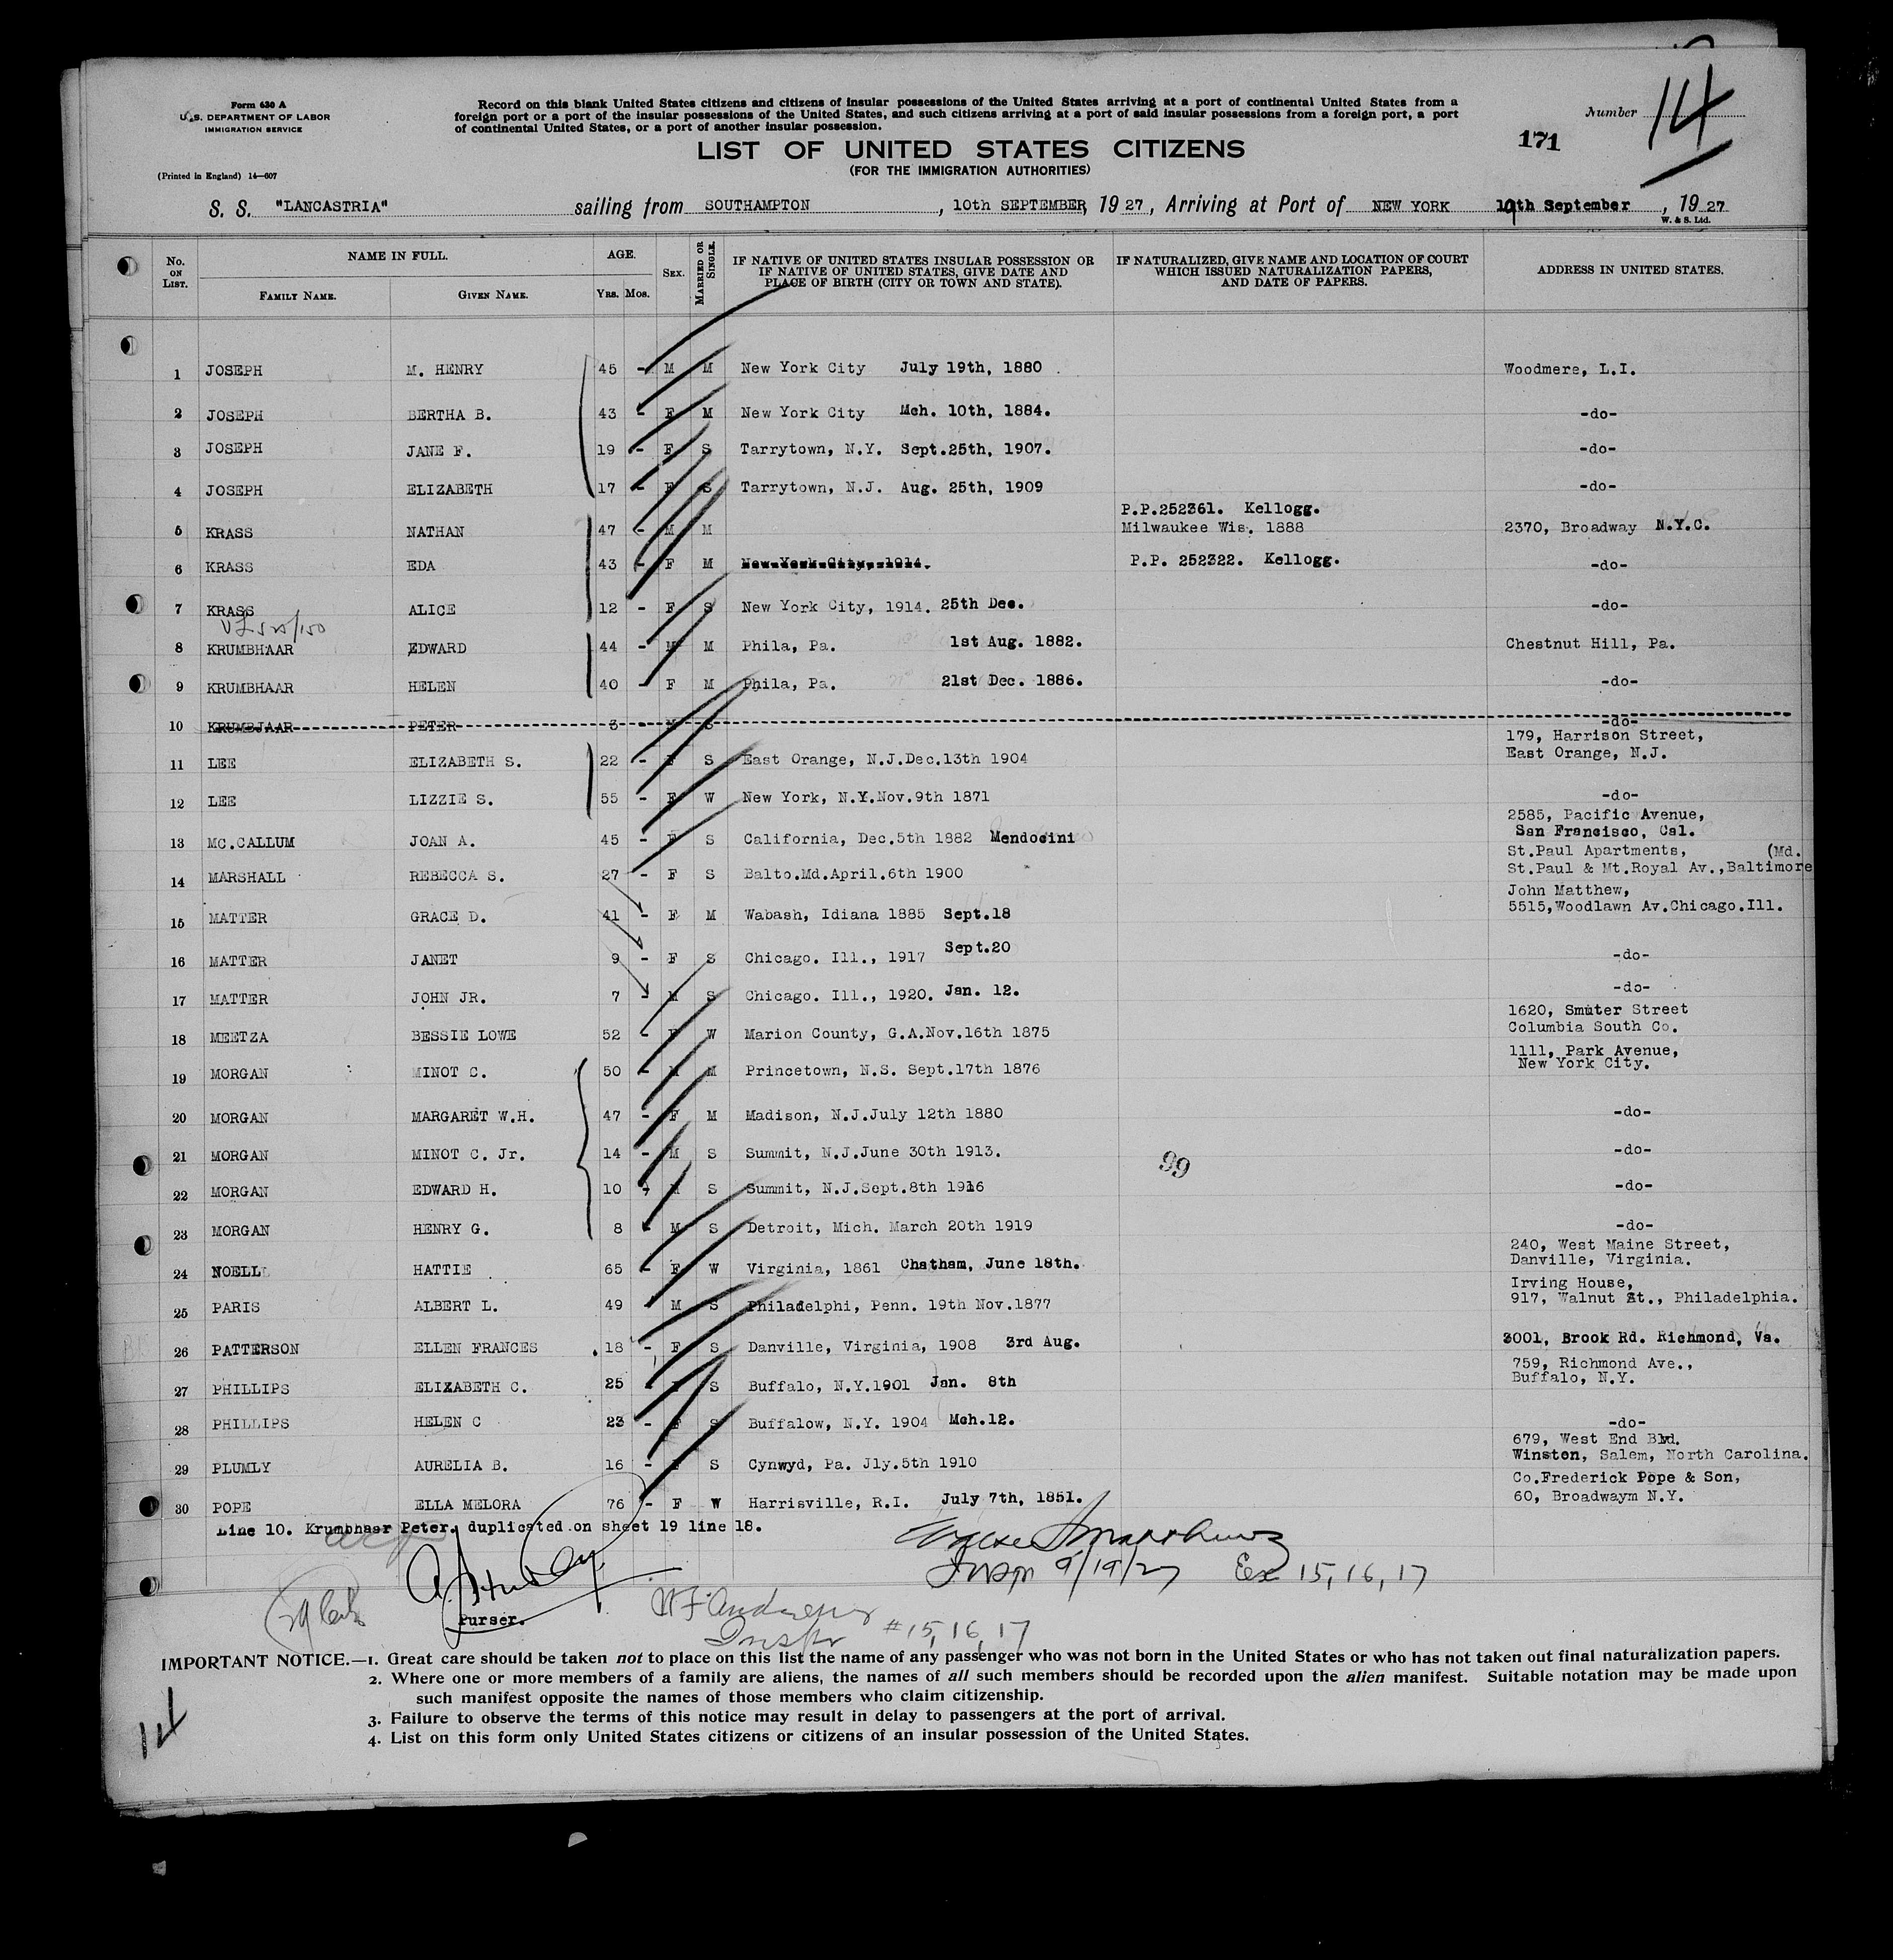 Form 630 A
U. S. DEPARTMENT OF LABOR
IMMIGRATION SERVICE
(Printed in England) 14—607
Record on this blank United States citizens and citizens of insular possessions of the United States arriving at a port of continental United States from a
foreign port or a port of the insular possessions of the United States, and such citizens arriving at a port of said insular possessions from a foreign port, a port
of continental United States, or a port of another insular possession.
Number 14
171
LIST OF UNITED STATES CITIZENS
(FOR THE IMMIGRATION AUTHORITIES)
S. S. "LANCASTRIA" sailing from SOUTHAMPTON , 10th SEPTEMBER, 19 27, Arriving at Port of NEW YORK 19th September , 19 27
W. & S. Ltd.
No. ON LIST. NAME IN FULL. FAMILY NAME. GIVEN NAME. AGE. YRS. MOS. SEX. MARRIED OR SINGLE. IF NATIVE OF UNITED STATES INSULAR POSSESSION OR IF NATIVE OF UNITED STATES, GIVE DATE AND PLACE OF BIRTH (CITY OR TOWN AND STATE). IF NATURALIZED, GIVE NAME AND LOCATION OF COURT WHICH ISSUED NATURALIZATION PAPERS, AND DATE OF PAPERS. ADDRESS IN UNITED STATES.
1 JOSEPH M. HENRY 45 - M M New York City July 19th, 1880 Woodmere, L.I.
2 JOSEPH BERTHA B. 43 - F M New York City Mch. 10th, 1884. -do-
3 JOSEPH JANE F. 19 - F S Tarrytown, N.Y. Sept.25th, 1907. -do-
4 JOSEPH ELIZABETH 17 - F S Tarrytown, N.J. Aug. 25th, 1909 -do-
P.P.252361. Kellogg.
5 KRASS NATHAN 47 - M M Milwaukee Wis. 1888 2370, Broadway N.Y.C.
6 KRASS EDA 43 - F M New York City, 1914. P.P. 252322. Kellogg. -do-
7 KRASS ALICE 12 - F S New York City, 1914. 25th Dec. -do-
8 KRUMBHAAR EDWARD 44 - M M Phila, Pa. 1st Aug. 1882. Chestnut Hill, Pa.
9 KRUMBHAAR HELEN 40 - F M Phila, Pa. 21st Dec. 1886. -do-
10 KRUMBJAAR PETER 3 - M S -do-
179, Harrison Street,
11 LEE ELIZABETH S. 22 - F S East Orange, N.J.Dec.13th 1904 East Orange, N.J.
12 LEE LIZZIE S. 55 - F W New York, N.Y.Nov.9th 1871 -do-
2585, Pacific Avenue,
13 MC.CALLUM JOAN A. 45 - F S California, Dec.5th 1882 Mendocini San Francisco, Cal.
St.Paul Apartments, (Md.
14 MARSHALL REBECCA S. 27 - F S Balto.Md.April.6th 1900 St.Paul & Mt.Royal Av.,Baltimore
John Matthew,
15 MATTER GRACE D. 41 - F M Wabash, Idiana 1885 Sept.18 5515,Woodlawn Av.Chicago.Ill.
16 MATTER JANET 9 - F S Chicago. Ill., 1917 Sept.20 -do-
17 MATTER JOHN JR. 7 - M S Chicago. Ill., 1920. Jan. 12. -do-
1620, Smuter Street
18 MEETZA BESSIE LOWE 52 - F W Marion County, G.A.Nov.16th 1875 Columbia South Co.
1111, Park Avenue,
19 MORGAN MINOT C. 50 - M M Princetown, N.S. Sept.17th 1876 New York City.
20 MORGAN MARGARET W.H. 47 - F M Madison, N.J.July 12th 1880 -do-
21 MORGAN MINOT C. Jr. 14 - M S Summit, N.J.June 30th 1913. -do-
99
22 MORGAN EDWARD H. 10 - M S Summit, N.J.Sept.8th 1916 -do-
23 MORGAN HENRY G. 8 - M S Detroit, Mich. March 20th 1919 -do-
240, West Maine Street,
24 NOELL HATTIE 65 - F W Virginia, 1861 Chatham, June 18th. Danville, Virginia.
Irving House,
25 PARIS ALBERT L. 49 - M S Philadelphi, Penn. 19th Nov.1877 917, Walnut St., Philadelphia.
26 PATTERSON ELLEN FRANCES 18 - F S Danville, Virginia, 1908 3rd Aug. 3001, Brook Rd. Richmond, Va.
759, Richmond Ave.,
27 PHILLIPS ELIZABETH C. 25 - F S Buffalo, N.Y.1901 Jan. 8th Buffalo, N.Y.
28 PHILLIPS HELEN C 23 - F S Buffalow, N.Y. 1904 Mch.12. -do-
679, West End Blvd.
29 PLUMLY AURELIA B. 16 - F S Cynwyd, Pa. Jly.5th 1910 Winston, Salem, North Carolina.
Co.Frederick Pope & Son,
30 POPE ELLA MELORA 76 - F W Harrisville, R.I. July 7th, 1851. 60, Broadwaym N.Y.
Line 10. Krumbhaar Peter. duplicated on sheet 19 line 18.
Insp 9/19/27 Ex 15, 16, 17
Purser.
Inspr #15, 16, 17
IMPORTANT NOTICE.—1. Great care should be taken not to place on this list the name of any passenger who was not born in the United States or who has not taken out final naturalization papers.
2. Where one or more members of a family are aliens, the names of all such members should be recorded upon the alien manifest. Suitable notation may be made upon
such manifest opposite the names of those members who claim citizenship.
3. Failure to observe the terms of this notice may result in delay to passengers at the port of arrival.
4. List on this form only United States citizens or citizens of an insular possession of the United States.
14